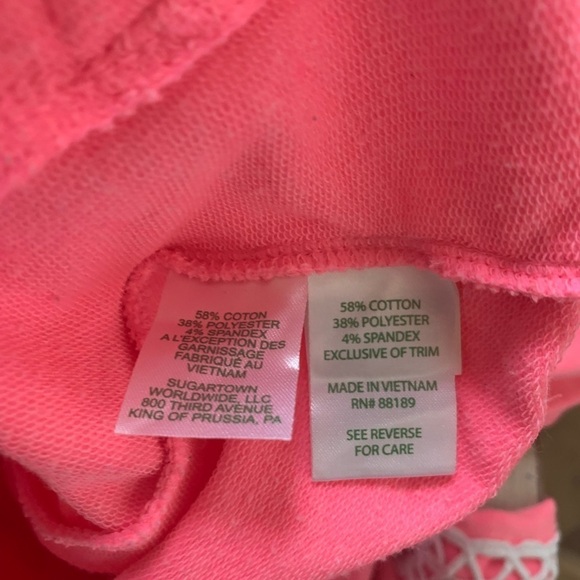 58% COTON
38% POLYESTER
4% SPANDEX
A L'EXCEPTION DES
GARNISSAGE
FABRIQUÉ AU
VIETNAM
SUGARTOWN
WORLDWIDE, LLC
800 THIRD AVENUE
KING OF PRUSSIA, PA
58% COTTON
38% POLYESTER
4% SPANDEX
EXCLUSIVE OF TRIM
MADE IN VIETNAM
RN# 88189
SEE REVERSE
FOR CARE